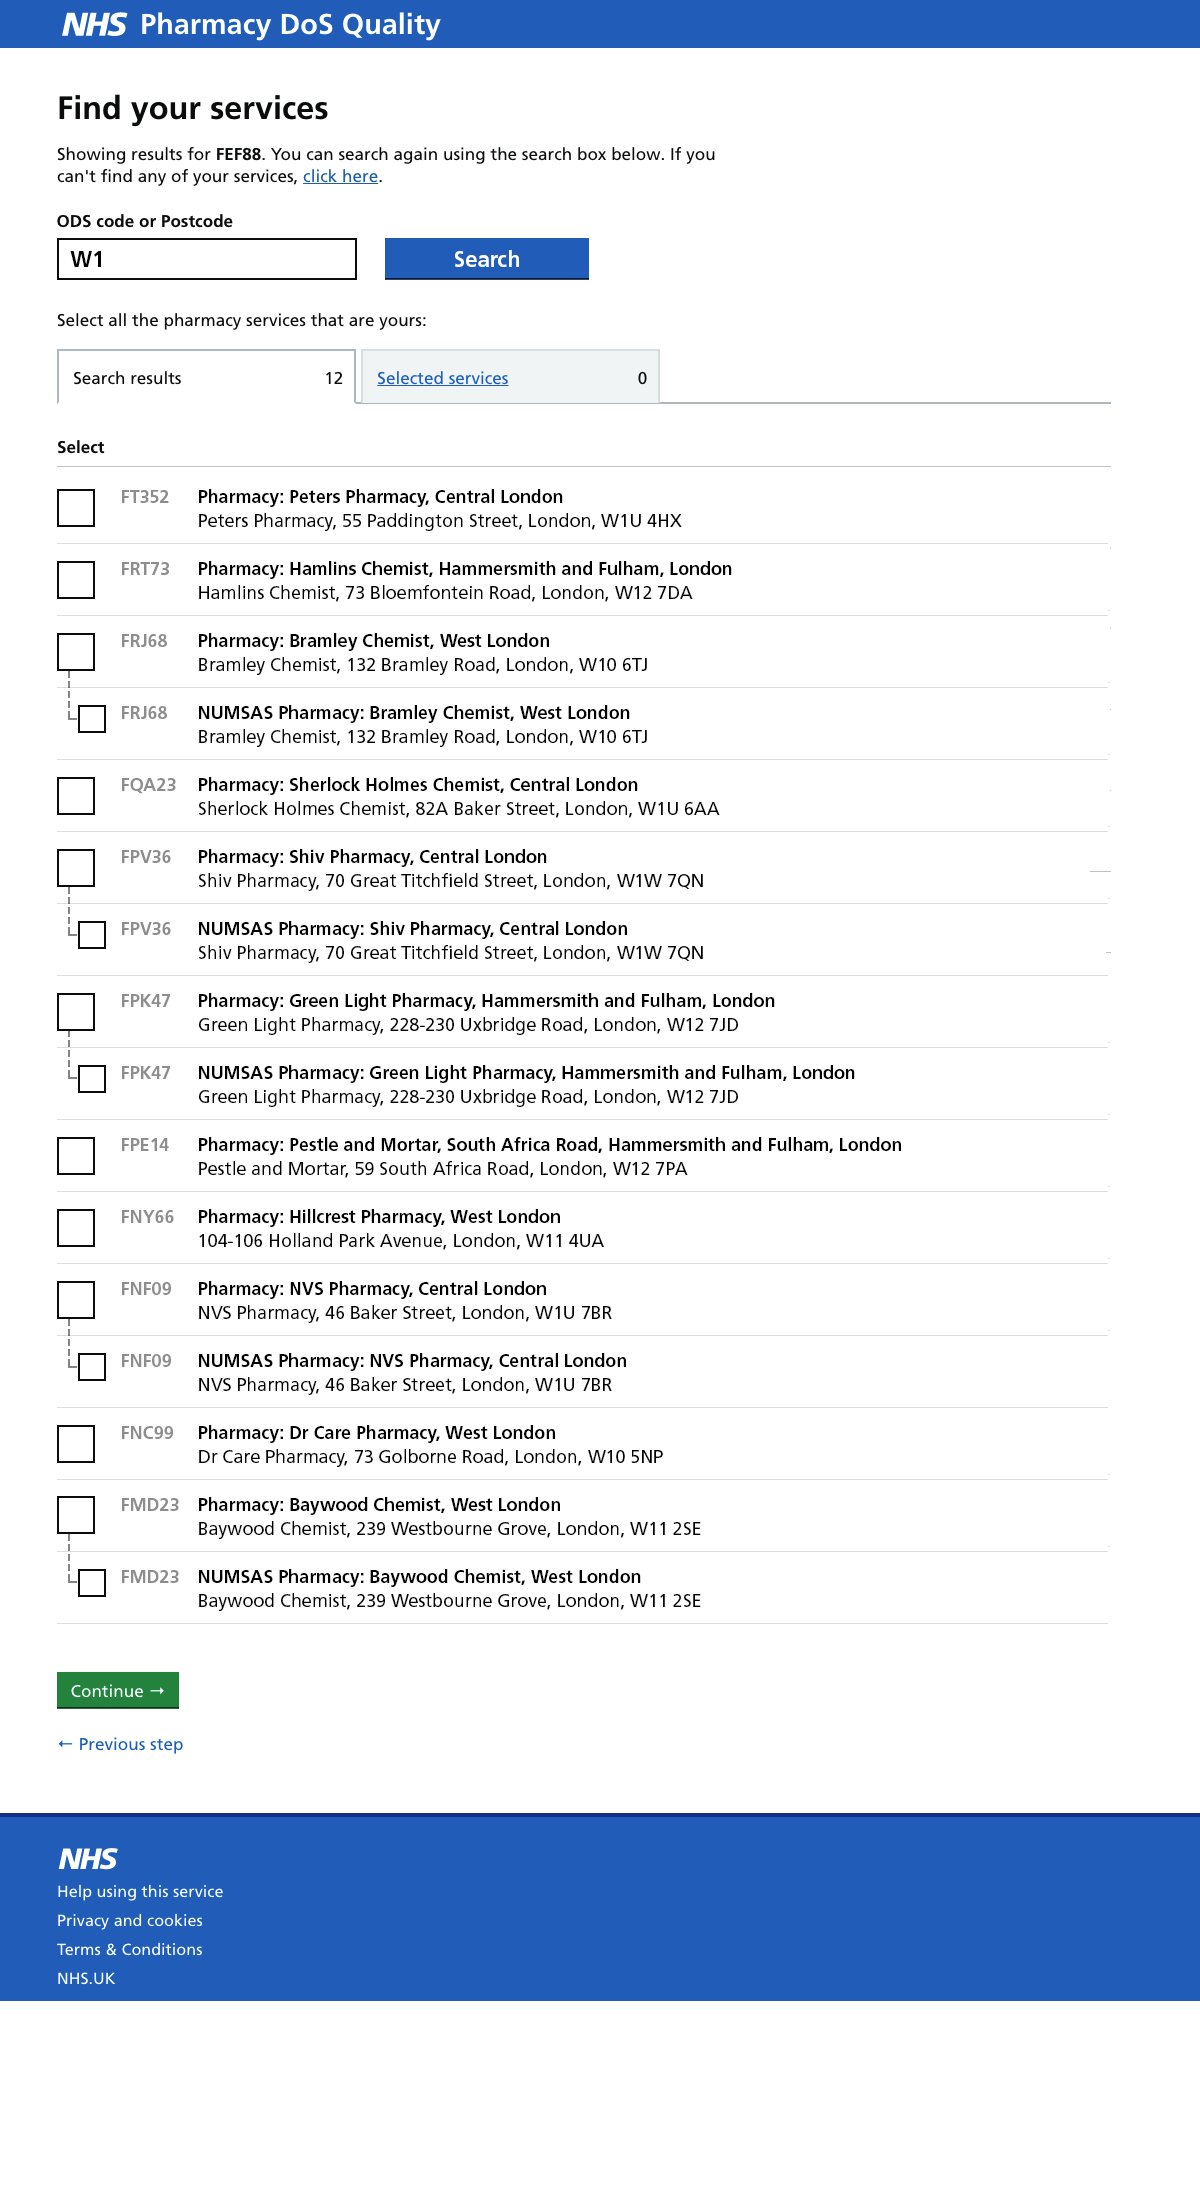 NHS Pharmacy DoS Quality
Find your services
Showing results for FEF88. You can search again using the search box below. If you
can't find any of your services, click here.
ODS code or Postcode
W1
Search
Select all the pharmacy services that are yours:
Search results 12
Selected services 0
Select
FT352 Pharmacy: Peters Pharmacy, Central London
Peters Pharmacy, 55 Paddington Street, London, W1U 4HX
FRT73 Pharmacy: Hamlins Chemist, Hammersmith and Fulham, London
Hamlins Chemist, 73 Bloemfontein Road, London, W12 7DA
FRJ68 Pharmacy: Bramley Chemist, West London
Bramley Chemist, 132 Bramley Road, London, W10 6TJ
FRJ68 NUMSAS Pharmacy: Bramley Chemist, West London
Bramley Chemist, 132 Bramley Road, London, W10 6TJ
FQA23 Pharmacy: Sherlock Holmes Chemist, Central London
Sherlock Holmes Chemist, 82A Baker Street, London, W1U 6AA
FPV36 Pharmacy: Shiv Pharmacy, Central London
Shiv Pharmacy, 70 Great Titchfield Street, London, W1W 7QN
FPV36 NUMSAS Pharmacy: Shiv Pharmacy, Central London
Shiv Pharmacy, 70 Great Titchfield Street, London, W1W 7QN
FPK47 Pharmacy: Green Light Pharmacy, Hammersmith and Fulham, London
Green Light Pharmacy, 228-230 Uxbridge Road, London, W12 7JD
FPK47 NUMSAS Pharmacy: Green Light Pharmacy, Hammersmith and Fulham, London
Green Light Pharmacy, 228-230 Uxbridge Road, London, W12 7JD
FPE14 Pharmacy: Pestle and Mortar, South Africa Road, Hammersmith and Fulham, London
Pestle and Mortar, 59 South Africa Road, London, W12 7PA
FNY66 Pharmacy: Hillcrest Pharmacy, West London
104-106 Holland Park Avenue, London, W11 4UA
FNF09 Pharmacy: NVS Pharmacy, Central London
NVS Pharmacy, 46 Baker Street, London, W1U 7BR
FNF09 NUMSAS Pharmacy: NVS Pharmacy, Central London
NVS Pharmacy, 46 Baker Street, London, W1U 7BR
FNC99 Pharmacy: Dr Care Pharmacy, West London
Dr Care Pharmacy, 73 Golborne Road, London, W10 5NP
FMD23 Pharmacy: Baywood Chemist, West London
Baywood Chemist, 239 Westbourne Grove, London, W11 2SE
FMD23 NUMSAS Pharmacy: Baywood Chemist, West London
Baywood Chemist, 239 Westbourne Grove, London, W11 2SE
Continue →
← Previous step
NHS
Help using this service
Privacy and cookies
Terms & Conditions
NHS.UK